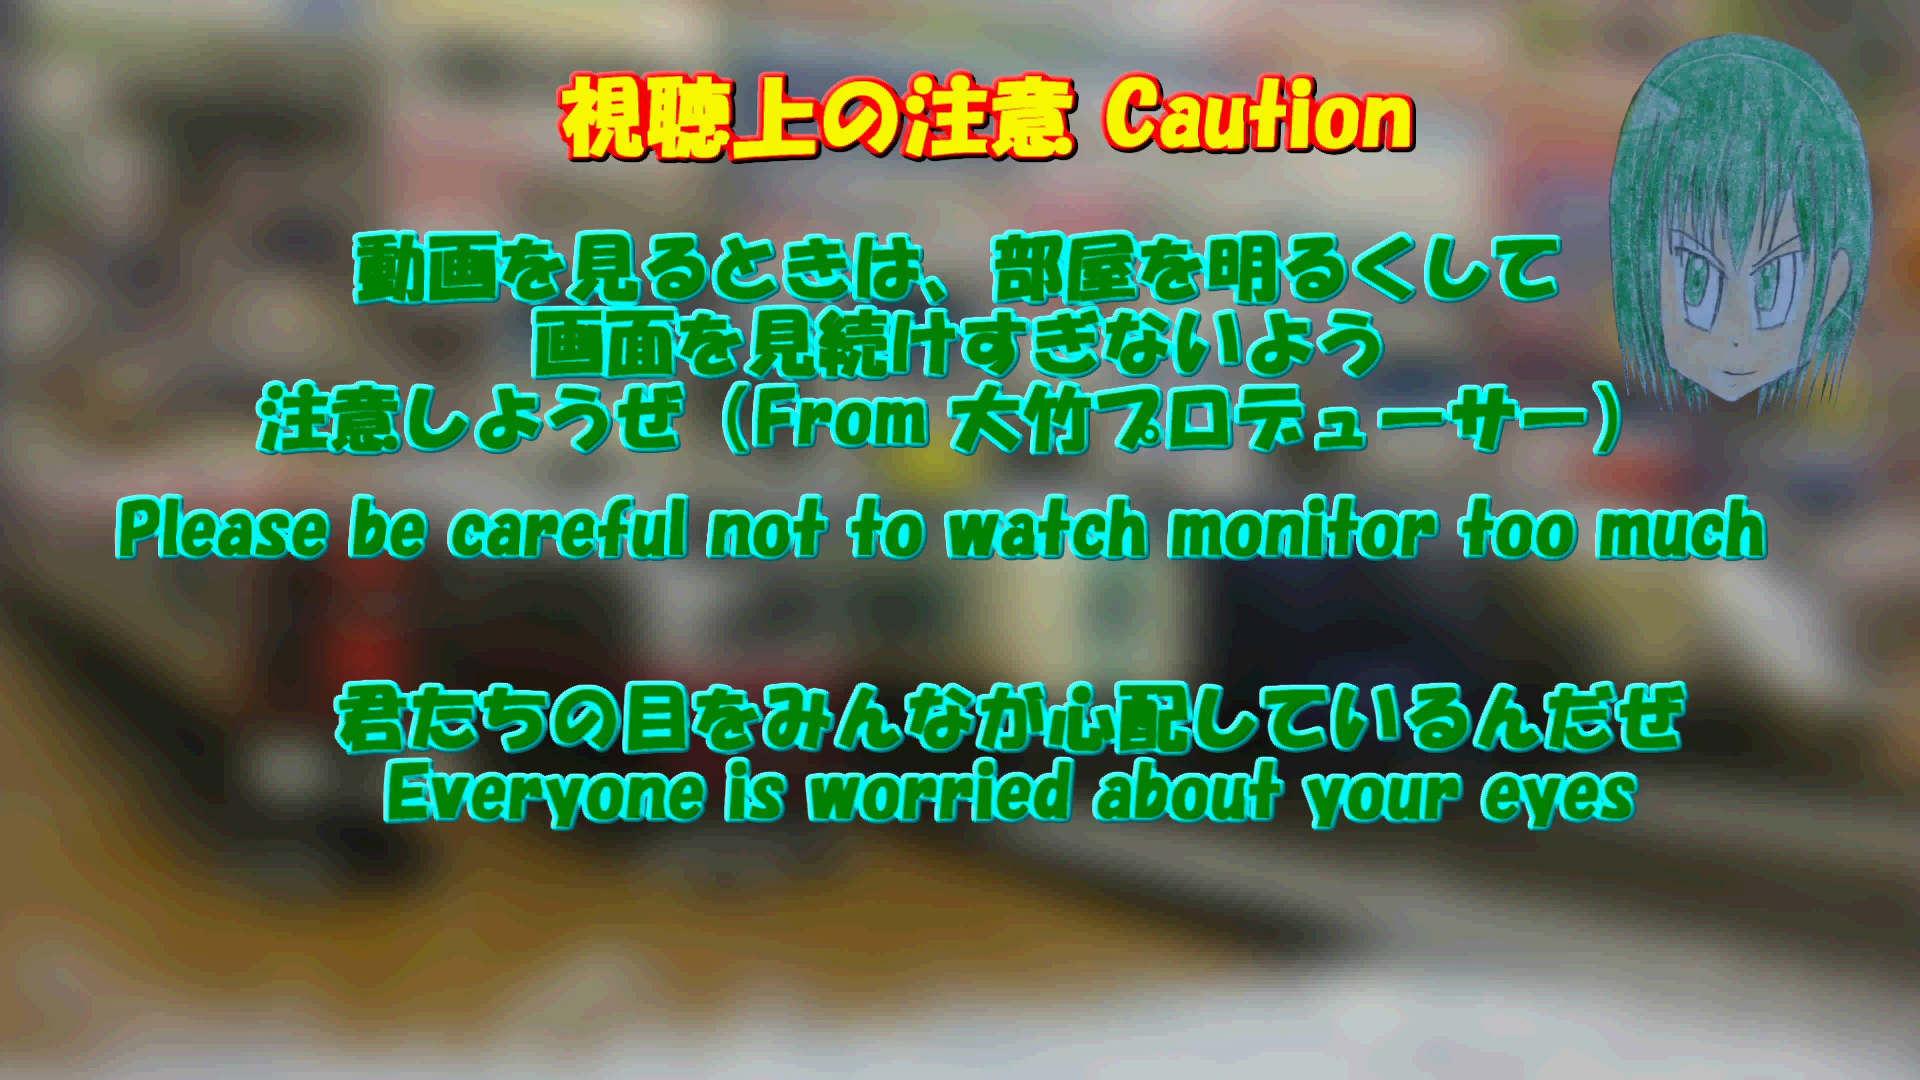 視聴上の注意 Caution
動画を見るときは、部屋を明るくして
画面を見続けすぎないよう
注意しようぜ（From 大竹プロデューサー）
Please be careful not to watch monitor too much
君たちの目をみんなが心配しているんだぜ
Everyone is worried about your eyes